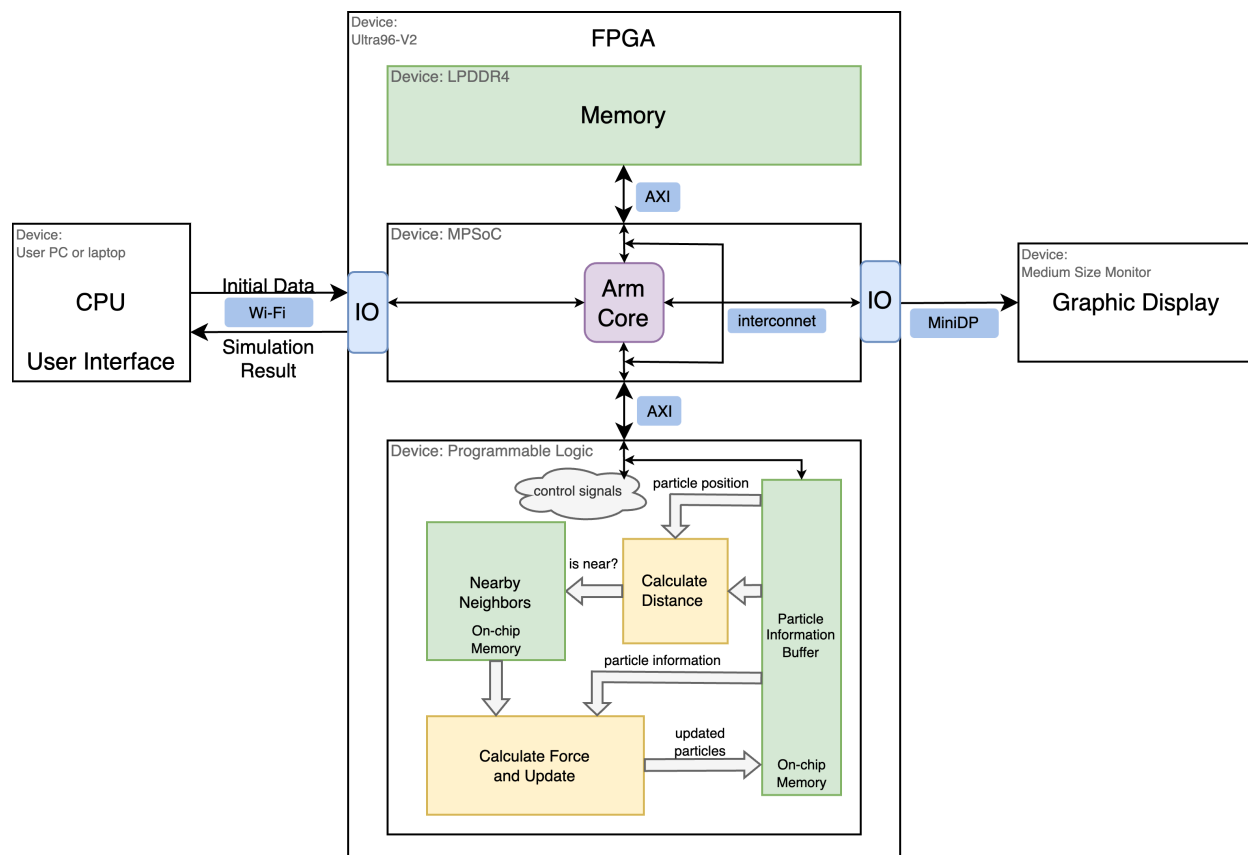 Device:
Ultra96-V2
FPGA
Device: LPDDR4
Memory
AXI
Device:
User PC or laptop
CPU
User Interface
Initial Data
Wi-Fi
Simulation
Result
IO
Device: MPSoC
Arm
Core
interconnet
IO
MiniDP
Device:
Medium Size Monitor
Graphic Display
AXI
Device: Programmable Logic
control signals
particle position
Nearby
Neighbors
On-chip
Memory
is near?
Calculate
Distance
Particle
Information
Buffer
particle information
Calculate Force
and Update
updated
particles
On-chip
Memory